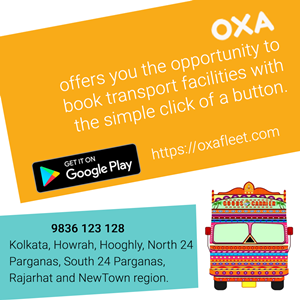 OXA
offers you the opportunity to
book transport facilities with
the simple click of a button.
https://oxafleet.com
GET IT ON
Google Play
9836 123 128
Kolkata, Howrah, Hooghly, North 24
Parganas, South 24 Parganas,
Rajarhat and NewTown region.